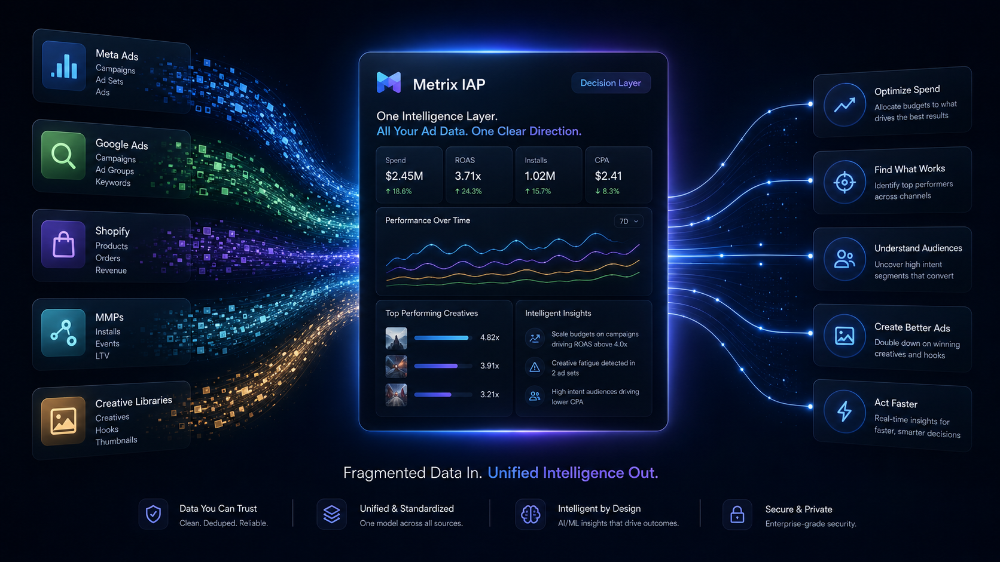 Meta Ads
Campaigns
Ad Sets
Ads
Google Ads
Campaigns
Ad Groups
Keywords
Shopify
Products
Orders
Revenue
MMPs
Installs
Events
LTV
Creative Libraries
Creatives
Hooks
Thumbnails
Metrix IAP
Decision Layer
One Intelligence Layer.
All Your Ad Data. One Clear Direction.
Spend
$2.45M
↑ 18.6%
ROAS
3.71x
↑ 24.3%
Installs
1.02M
↑ 15.7%
CPA
$2.41
↓ 8.3%
Performance Over Time
7D
Top Performing Creatives
4.82x
3.91x
3.21x
Intelligent Insights
Scale budgets on campaigns
driving ROAS above 4.0x
Creative fatigue detected in
2 ad sets
High intent audiences driving
lower CPA
Optimize Spend
Allocate budgets to what
drives the best results
Find What Works
Identify top performers
across channels
Understand Audiences
Uncover high intent
segments that convert
Create Better Ads
Double down on winning
creatives and hooks
Act Faster
Real-time insights for
faster, smarter decisions
Fragmented Data In. Unified Intelligence Out.
Data You Can Trust
Clean. Deduped. Reliable.
Unified & Standardized
One model across all sources.
Intelligent by Design
AI/ML insights that drive outcomes.
Secure & Private
Enterprise-grade security.